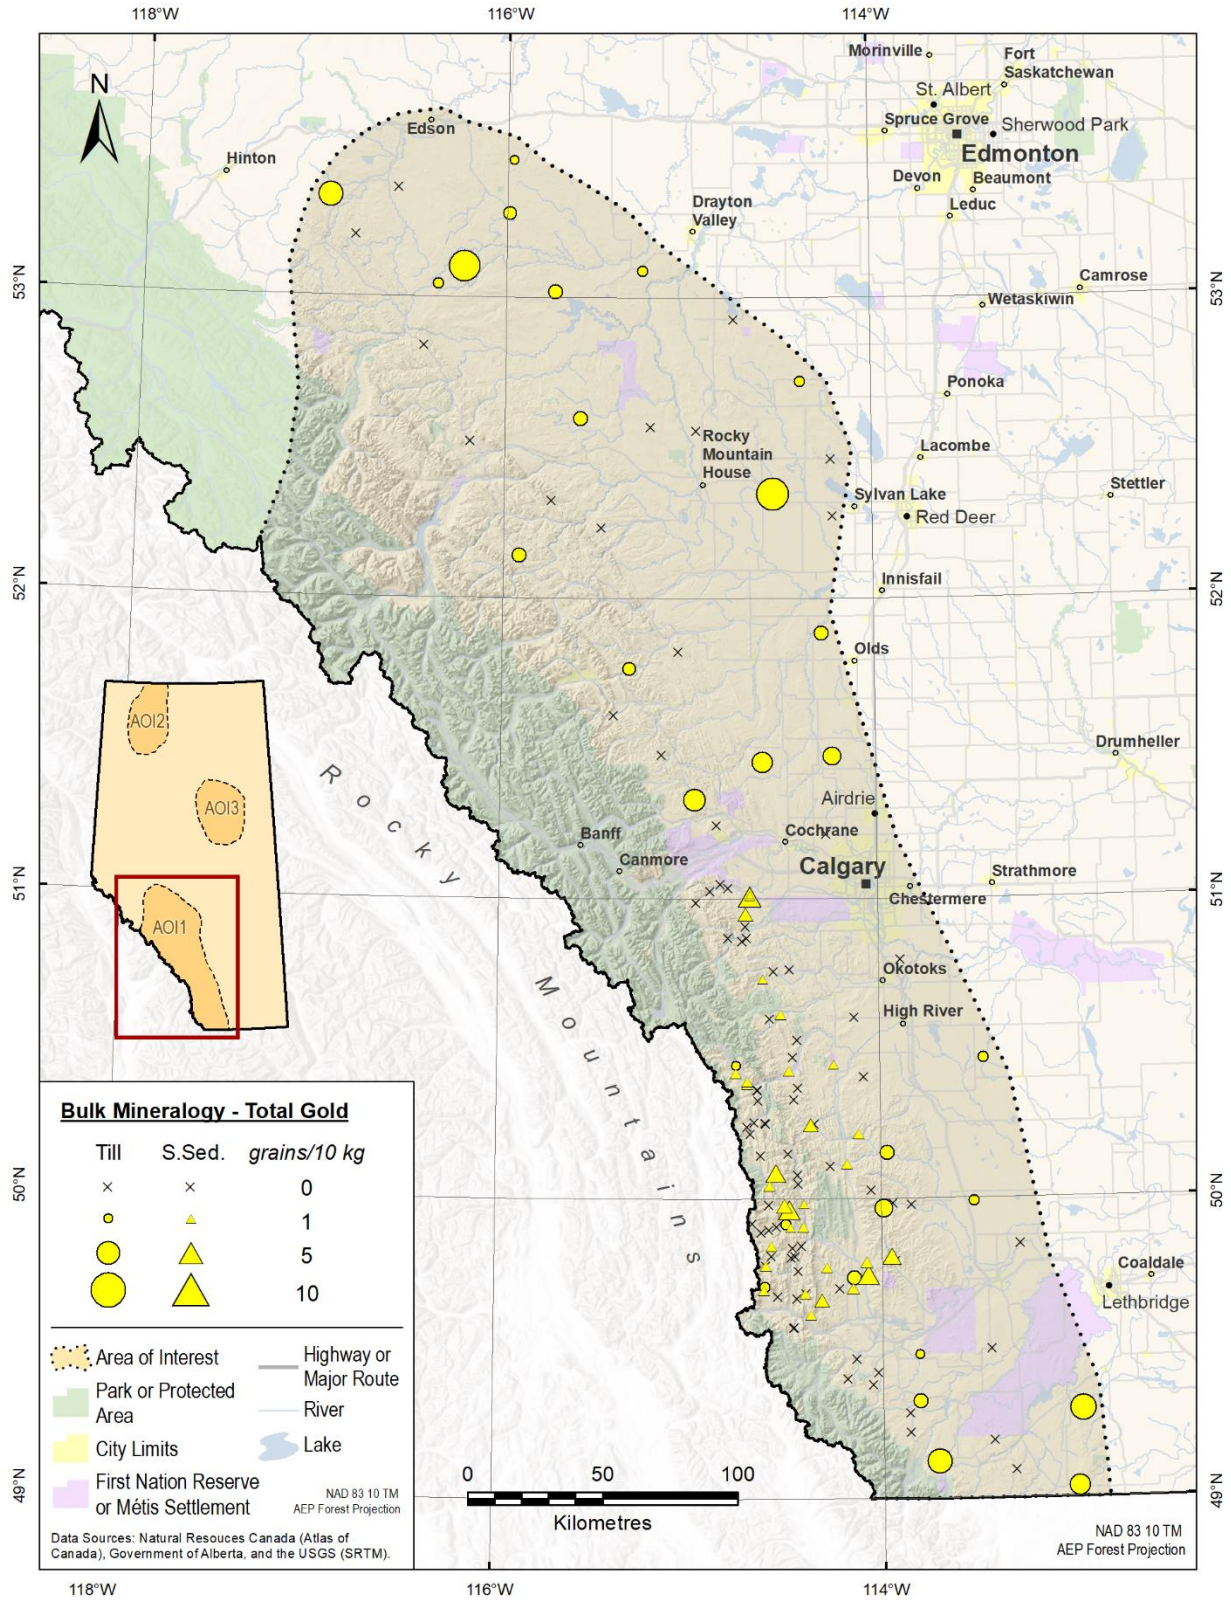 118°W
116°W
114°W
N
Morinville
Fort
Saskatchewan
St. Albert
Spruce Grove
Sherwood Park
Edmonton
Edson
Hinton
Devon
Beaumont
Leduc
Drayton
Valley
53°N
53°N
Camrose
Wetaskiwin
Ponoka
Rocky
Mountain
House
Lacombe
Sylvan Lake
Stettler
Red Deer
52°N
52°N
Innisfail
Olds
AOI2
AOI3
AOI1
Drumheller
Airdrie
Rocky
Banff
Canmore
Cochrane
Calgary
Strathmore
51°N
51°N
Chestermere
Okotoks
High River
Mountains
50°N
50°N
Coaldale
Lethbridge
Bulk Mineralogy - Total Gold
Till S.Sed. grains/10 kg
0
1
5
10
Area of Interest
Park or Protected
Area
City Limits
First Nation Reserve
or Métis Settlement
Highway or
Major Route
River
Lake
NAD 83 10 TM
AEP Forest Projection
Data Sources: Natural Resouces Canada (Atlas of
Canada), Government of Alberta, and the USGS (SRTM).
49°N
49°N
0 50 100
Kilometres
NAD 83 10 TM
AEP Forest Projection
118°W
116°W
114°W